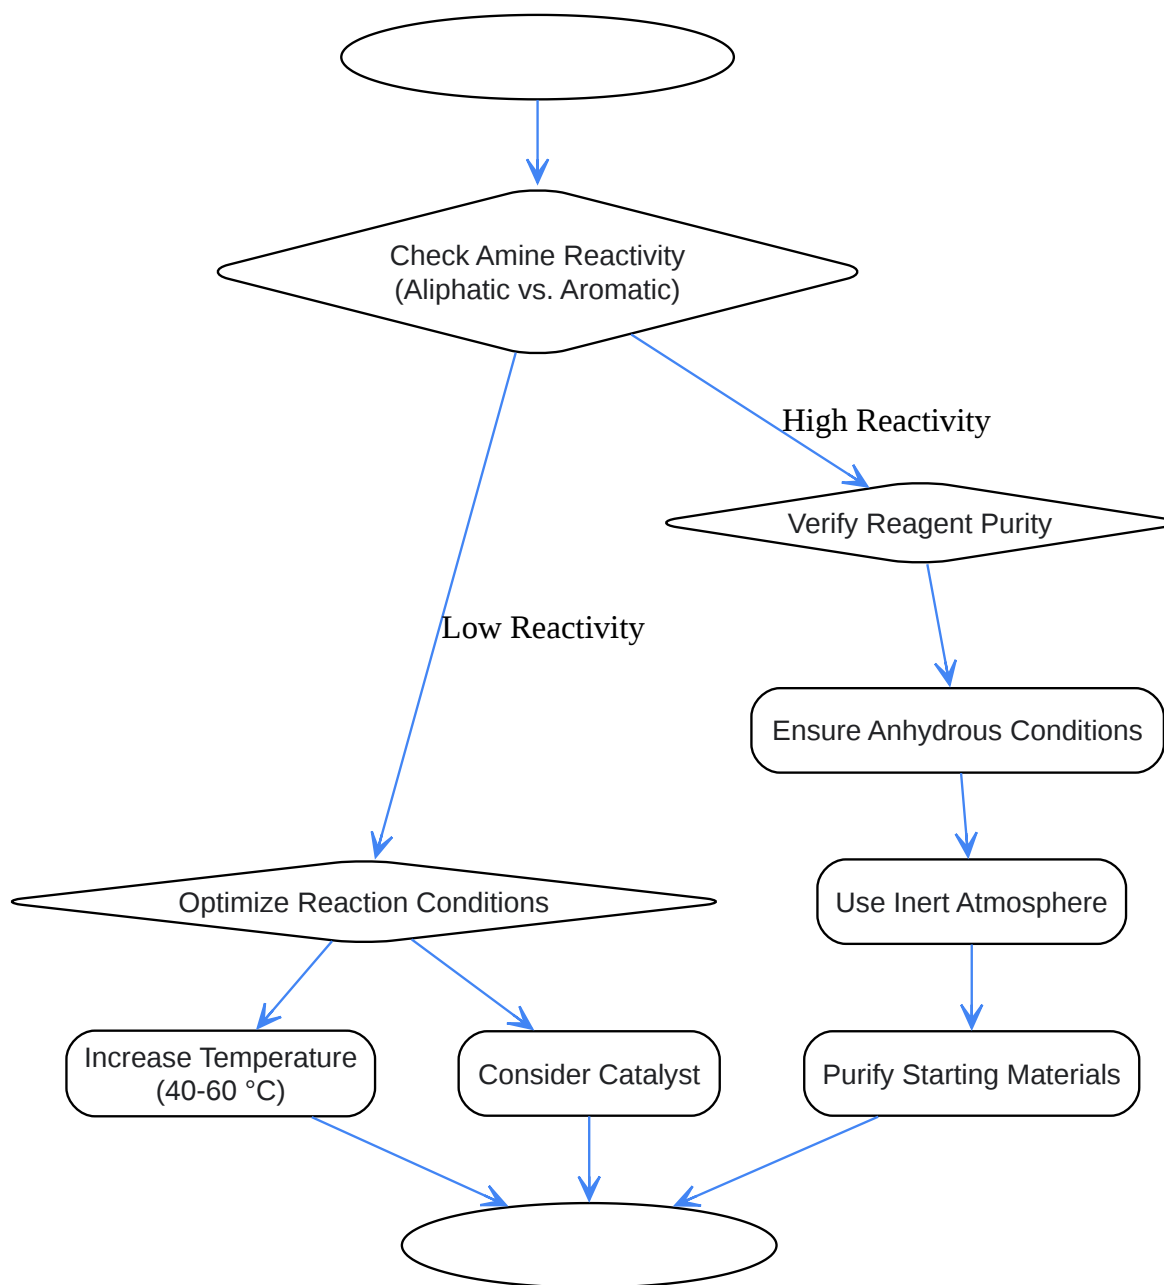 Check Amine Reactivity
(Aliphatic vs. Aromatic)
High Reactivity
Verify Reagent Purity
Low Reactivity
Ensure Anhydrous Conditions
Optimize Reaction Conditions
Use Inert Atmosphere
Increase Temperature
(40-60 °C)
Consider Catalyst
Purify Starting Materials